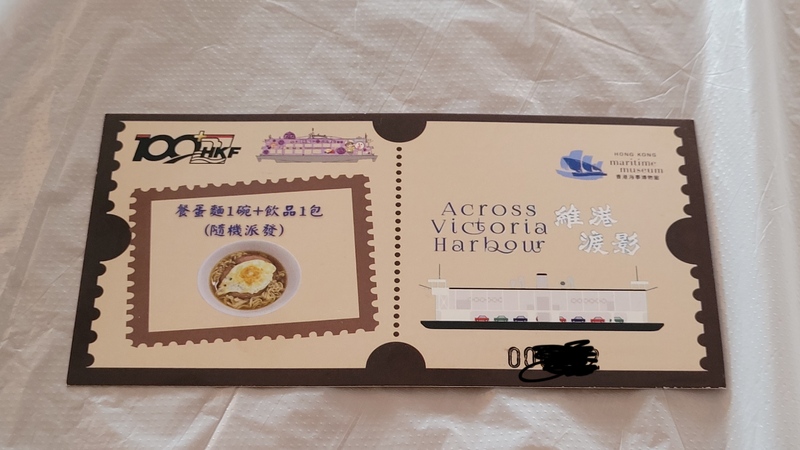 100+ HKF
餐蛋麵1碗+飲品1包
(隨機派發)
HONG KONG
maritime
museum
香港海事博物館
Across
Victoria
Harbour
維港
渡影